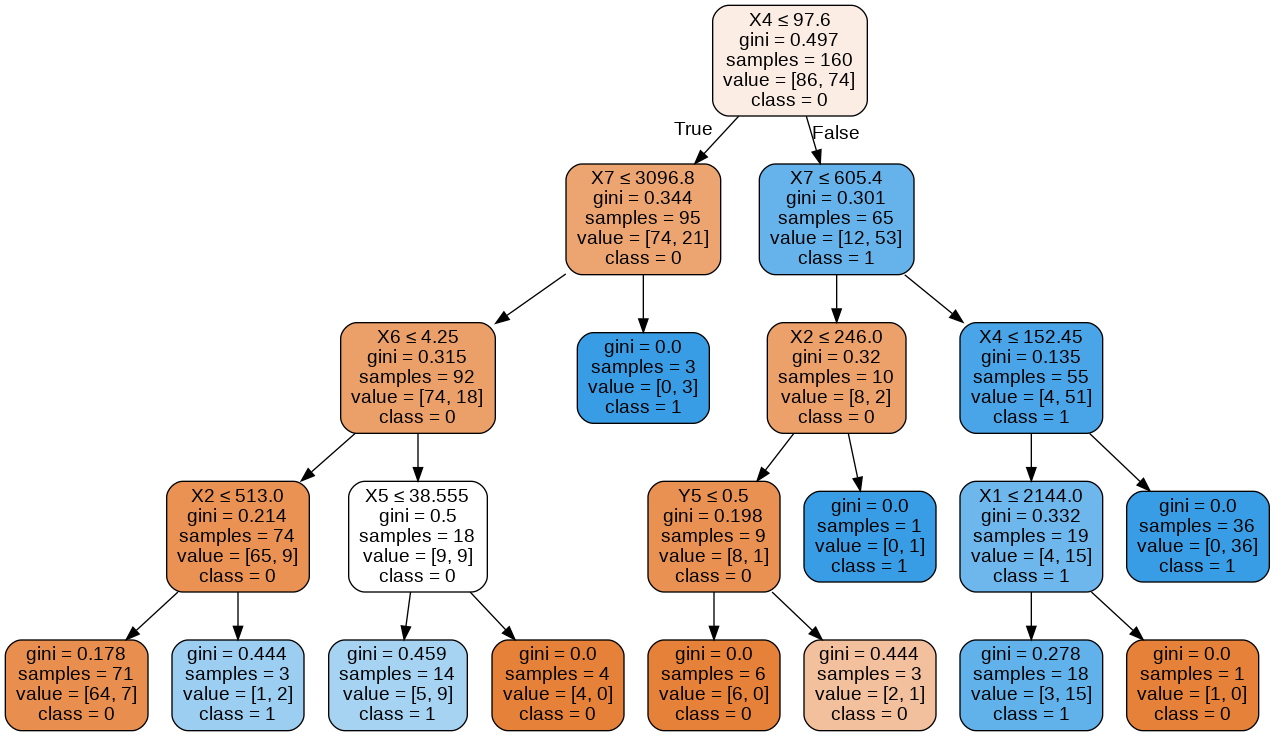 X4 ≤ 97.6
gini = 0.497
samples = 160
value = [86, 74]
class = 0
True
False
X7 ≤ 3096.8
gini = 0.344
samples = 95
value = [74, 21]
class = 0
X7 ≤ 605.4
gini = 0.301
samples = 65
value = [12, 53]
class = 1
X6 ≤ 4.25
gini = 0.315
samples = 92
value = [74, 18]
class = 0
gini = 0.0
samples = 3
value = [0, 3]
class = 1
X2 ≤ 246.0
gini = 0.32
samples = 10
value = [8, 2]
class = 0
X4 ≤ 152.45
gini = 0.135
samples = 55
value = [4, 51]
class = 1
X2 ≤ 513.0
gini = 0.214
samples = 74
value = [65, 9]
class = 0
X5 ≤ 38.555
gini = 0.5
samples = 18
value = [9, 9]
class = 0
Y5 ≤ 0.5
gini = 0.198
samples = 9
value = [8, 1]
class = 0
gini = 0.0
samples = 1
value = [0, 1]
class = 1
X1 ≤ 2144.0
gini = 0.332
samples = 19
value = [4, 15]
class = 1
gini = 0.0
samples = 36
value = [0, 36]
class = 1
gini = 0.178
samples = 71
value = [64, 7]
class = 0
gini = 0.444
samples = 3
value = [1, 2]
class = 1
gini = 0.459
samples = 14
value = [5, 9]
class = 1
gini = 0.0
samples = 4
value = [4, 0]
class = 0
gini = 0.0
samples = 6
value = [6, 0]
class = 0
gini = 0.444
samples = 3
value = [2, 1]
class = 0
gini = 0.278
samples = 18
value = [3, 15]
class = 1
gini = 0.0
samples = 1
value = [1, 0]
class = 0